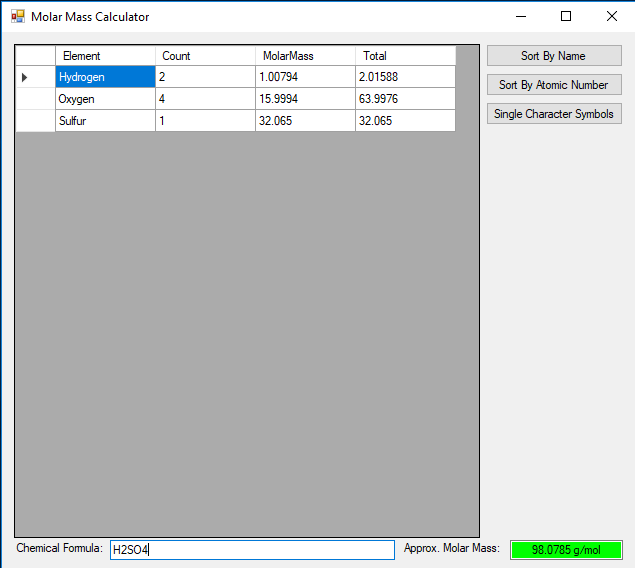 Molar Mass Calculator
Element Count MolarMass Total
Hydrogen 2 1.00794 2.01588
Oxygen 4 15.9994 63.9976
Sulfur 1 32.065 32.065
Sort By Name
Sort By Atomic Number
Single Character Symbols
Chemical Formula: H2SO4 Approx. Molar Mass: 98.0785 g/mol